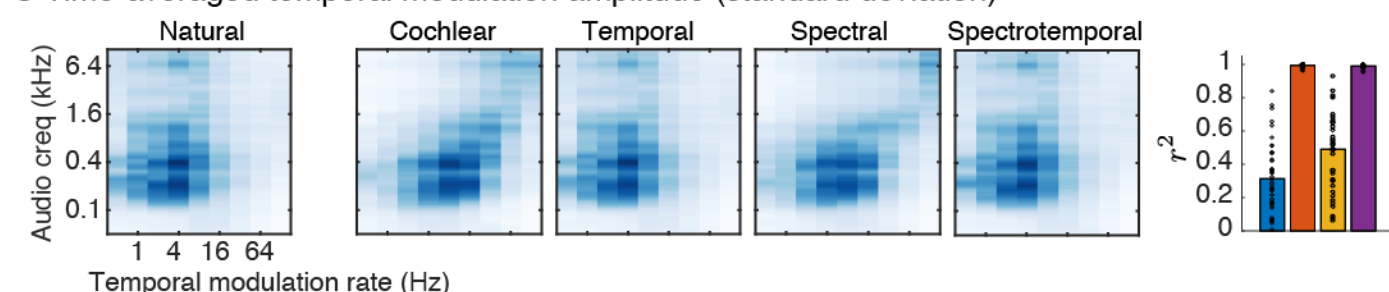 Natural
Cochlear
Temporal
Spectral
Spectrotemporal
Audio creq (kHz)
6.4
1.6
0.4
0.1
1 4 16 64
Temporal modulation rate (Hz)
r²
1
0.8
0.6
0.4
0.2
0